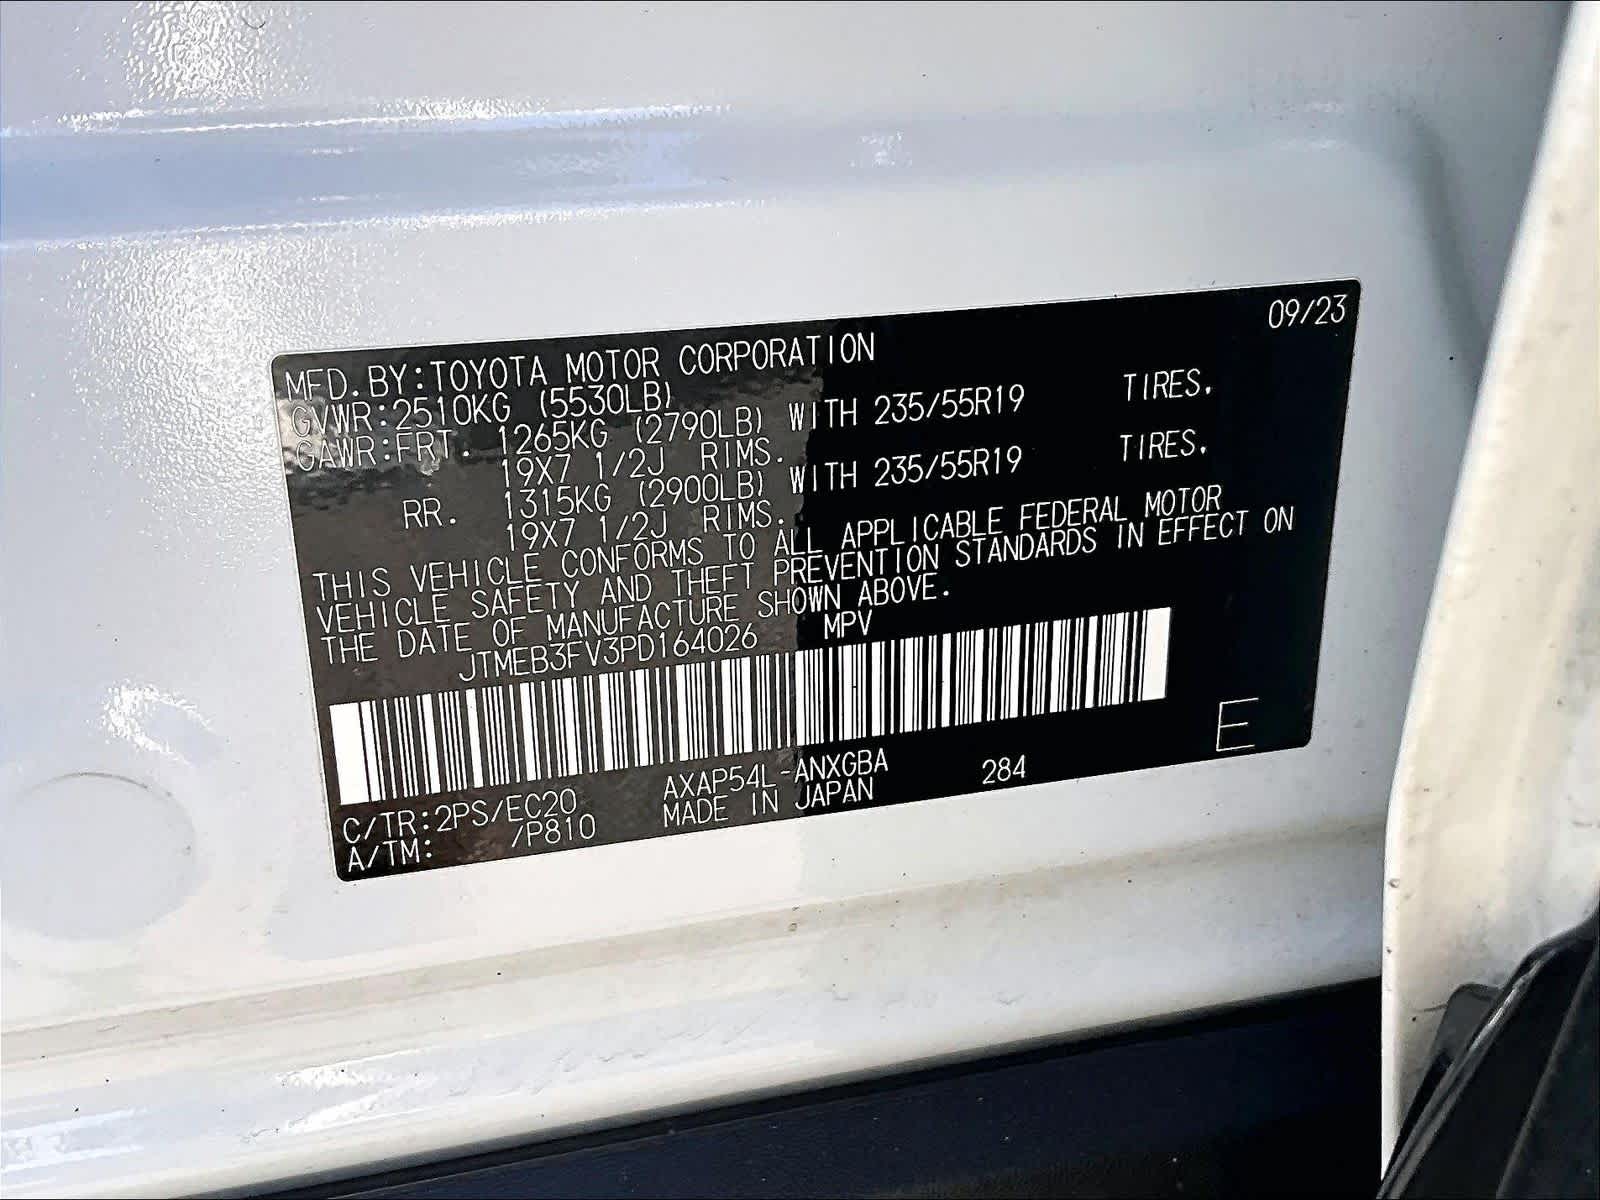 09/23
MFD.BY:TOYOTA MOTOR CORPORATION
GVWR:2510KG (5530LB)
GAWR:FRT. 1265KG (2790LB) WITH 235/55R19 TIRES,
19X7 1/2J RIMS.
RR. 1315KG (2900LB) WITH 235/55R19 TIRES,
19X7 1/2J RIMS.
THIS VEHICLE CONFORMS TO ALL APPLICABLE FEDERAL MOTOR
VEHICLE SAFETY AND THEFT PREVENTION STANDARDS IN EFFECT ON
THE DATE OF MANUFACTURE SHOWN ABOVE.
JTMEB3FV3PD164026 MPV
C/TR:2PS/EC20 AXAP54L-ANXGBA 284 E
A/TM: /P810 MADE IN JAPAN